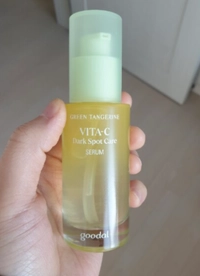 GREEN TANGERINE
VITA·C
Dark Spot Care
SERUM
goodal